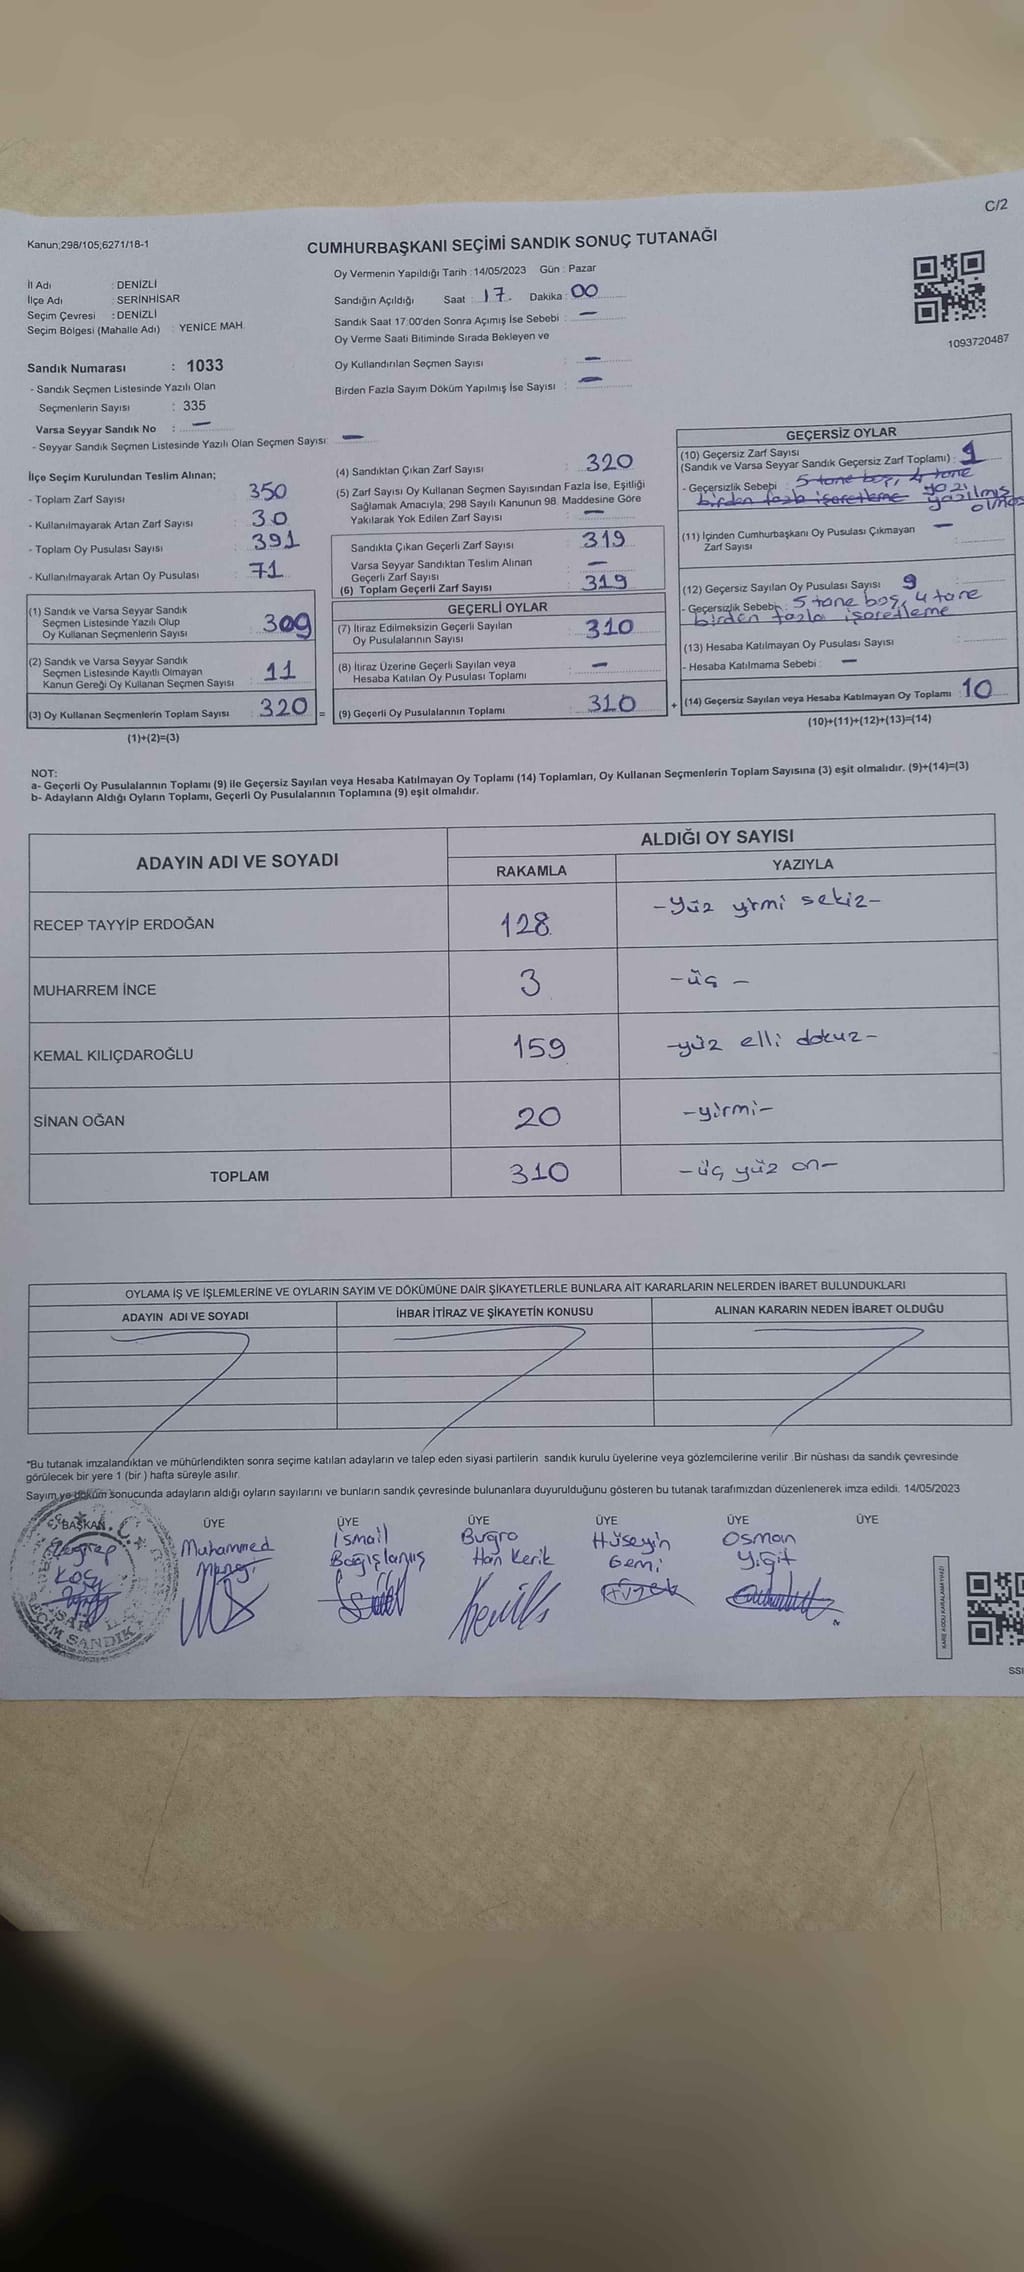 C/2
Kanun;298/105;6271/18-1
CUMHURBAŞKANI SEÇİMİ SANDIK SONUÇ TUTANAĞI
İl Adı : DENİZLİ
İlçe Adı : SERİNHİSAR
Seçim Çevresi : DENİZLİ
Seçim Bölgesi (Mahalle Adı) : YENİCE MAH.
Oy Vermenin Yapıldığı Tarih : 14/05/2023 Gün : Pazar
Sandığın Açıldığı Saat : 17. Dakika : 00
Sandık Saat 17:00'den Sonra Açımış İse Sebebi : —
Oy Verme Saati Bitiminde Sırada Bekleyen ve
Oy Kullandırılan Seçmen Sayısı : —
Birden Fazla Sayım Döküm Yapılmış İse Sayısı : —
1093720487
Sandık Numarası : 1033
- Sandık Seçmen Listesinde Yazılı Olan
Seçmenlerin Sayısı : 335
Varsa Seyyar Sandık No : —
- Seyyar Sandık Seçmen Listesinde Yazılı Olan Seçmen Sayısı: —
İlçe Seçim Kurulundan Teslim Alınan;
- Toplam Zarf Sayısı : 350
- Kullanılmayarak Artan Zarf Sayısı : 30
- Toplam Oy Pusulası Sayısı : 391
- Kullanılmayarak Artan Oy Pusulası : 71
(1) Sandık ve Varsa Seyyar Sandık
Seçmen Listesinde Yazılı Olup
Oy Kullanan Seçmenlerin Sayısı : 309
(2) Sandık ve Varsa Seyyar Sandık
Seçmen Listesinde Kayıtlı Olmayan
Kanun Gereği Oy Kullanan Seçmen Sayısı : 11
(3) Oy Kullanan Seçmenlerin Toplam Sayısı : 320 =
(1)+(2)=(3)
(4) Sandıktan Çıkan Zarf Sayısı : 320
(5) Zarf Sayısı Oy Kullanan Seçmen Sayısından Fazla İse, Eşitliği
Sağlamak Amacıyla; 298 Sayılı Kanunun 98. Maddesine Göre
Yakılarak Yok Edilen Zarf Sayısı : —
Sandıkta Çıkan Geçerli Zarf Sayısı : 319
Varsa Seyyar Sandıktan Teslim Alınan
Geçerli Zarf Sayısı : —
(6) Toplam Geçerli Zarf Sayısı : 319
GEÇERLİ OYLAR
(7) İtiraz Edilmeksizin Geçerli Sayılan
Oy Pusulalarının Sayısı : 310
(8) İtiraz Üzerine Geçerli Sayılan veya
Hesaba Katılan Oy Pusulası Toplamı : —
(9) Geçerli Oy Pusulalarının Toplamı : 310 +
GEÇERSİZ OYLAR
(10) Geçersiz Zarf Sayısı
(Sandık ve Varsa Seyyar Sandık Geçersiz Zarf Toplamı) : 1
- Geçersizlik Sebebi : 5 tane boş, 4 tane
birden fazla işaretleme yazı yazılmış
(11) İçinden Cumhurbaşkanı Oy Pusulası Çıkmayan
Zarf Sayısı : —
(12) Geçersiz Sayılan Oy Pusulası Sayısı : 9
- Geçersizlik Sebebi : 5 tane boş, 4 tane
birden fazla işaretleme
(13) Hesaba Katılmayan Oy Pusulası Sayısı :
- Hesaba Katılmama Sebebi : —
(14) Geçersiz Sayılan veya Hesaba Katılmayan Oy Toplamı : 10
(10)+(11)+(12)+(13)=(14)
NOT:
a- Geçerli Oy Pusulalarının Toplamı (9) ile Geçersiz Sayılan veya Hesaba Katılmayan Oy Toplamı (14) Toplamları, Oy Kullanan Seçmenlerin Toplam Sayısına (3) eşit olmalıdır. (9)+(14)=(3)
b- Adayların Aldığı Oyların Toplamı, Geçerli Oy Pusulalarının Toplamına (9) eşit olmalıdır.
ADAYIN ADI VE SOYADI
ALDIĞI OY SAYISI
RAKAMLA YAZIYLA
RECEP TAYYİP ERDOĞAN 128 -yüz yirmi sekiz-
MUHARREM İNCE 3 -üç-
KEMAL KILIÇDAROĞLU 159 -yüz elli dokuz-
SİNAN OĞAN 20 -yirmi-
TOPLAM 310 -üç yüz on-
OYLAMA İŞ VE İŞLEMLERİNE VE OYLARIN SAYIM VE DÖKÜMÜNE DAİR ŞİKAYETLERLE BUNLARA AİT KARARLARIN NELERDEN İBARET BULUNDUKLARI
ADAYIN ADI VE SOYADI İHBAR İTİRAZ VE ŞİKAYETİN KONUSU ALINAN KARARIN NEDEN İBARET OLDUĞU
*Bu tutanak imzalandıktan ve mühürlendikten sonra seçime katılan adayların ve talep eden siyasi partilerin sandık kurulu üyelerine veya gözlemcilerine verilir .Bir nüshası da sandık çevresinde
görülecek bir yere 1 (bir ) hafta süreyle asılır.
Sayım ve döküm sonucunda adayların aldığı oyların sayılarını ve bunların sandık çevresinde bulunanlara duyurulduğunu gösteren bu tutanak tarafımızdan düzenlenerek imza edildi. 14/05/2023
BAŞKAN ÜYE ÜYE ÜYE ÜYE ÜYE ÜYE
Zeynep Muhammed İsmail Buğra Hüseyin Osman
Koç Bağışlamış Han Kerik Gemi Yiğit
SEÇİM SANDIK